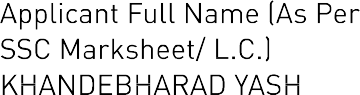 Applicant Full Name (As Per
SSC Marksheet/ L.C.)
KHANDEBHARAD YASH